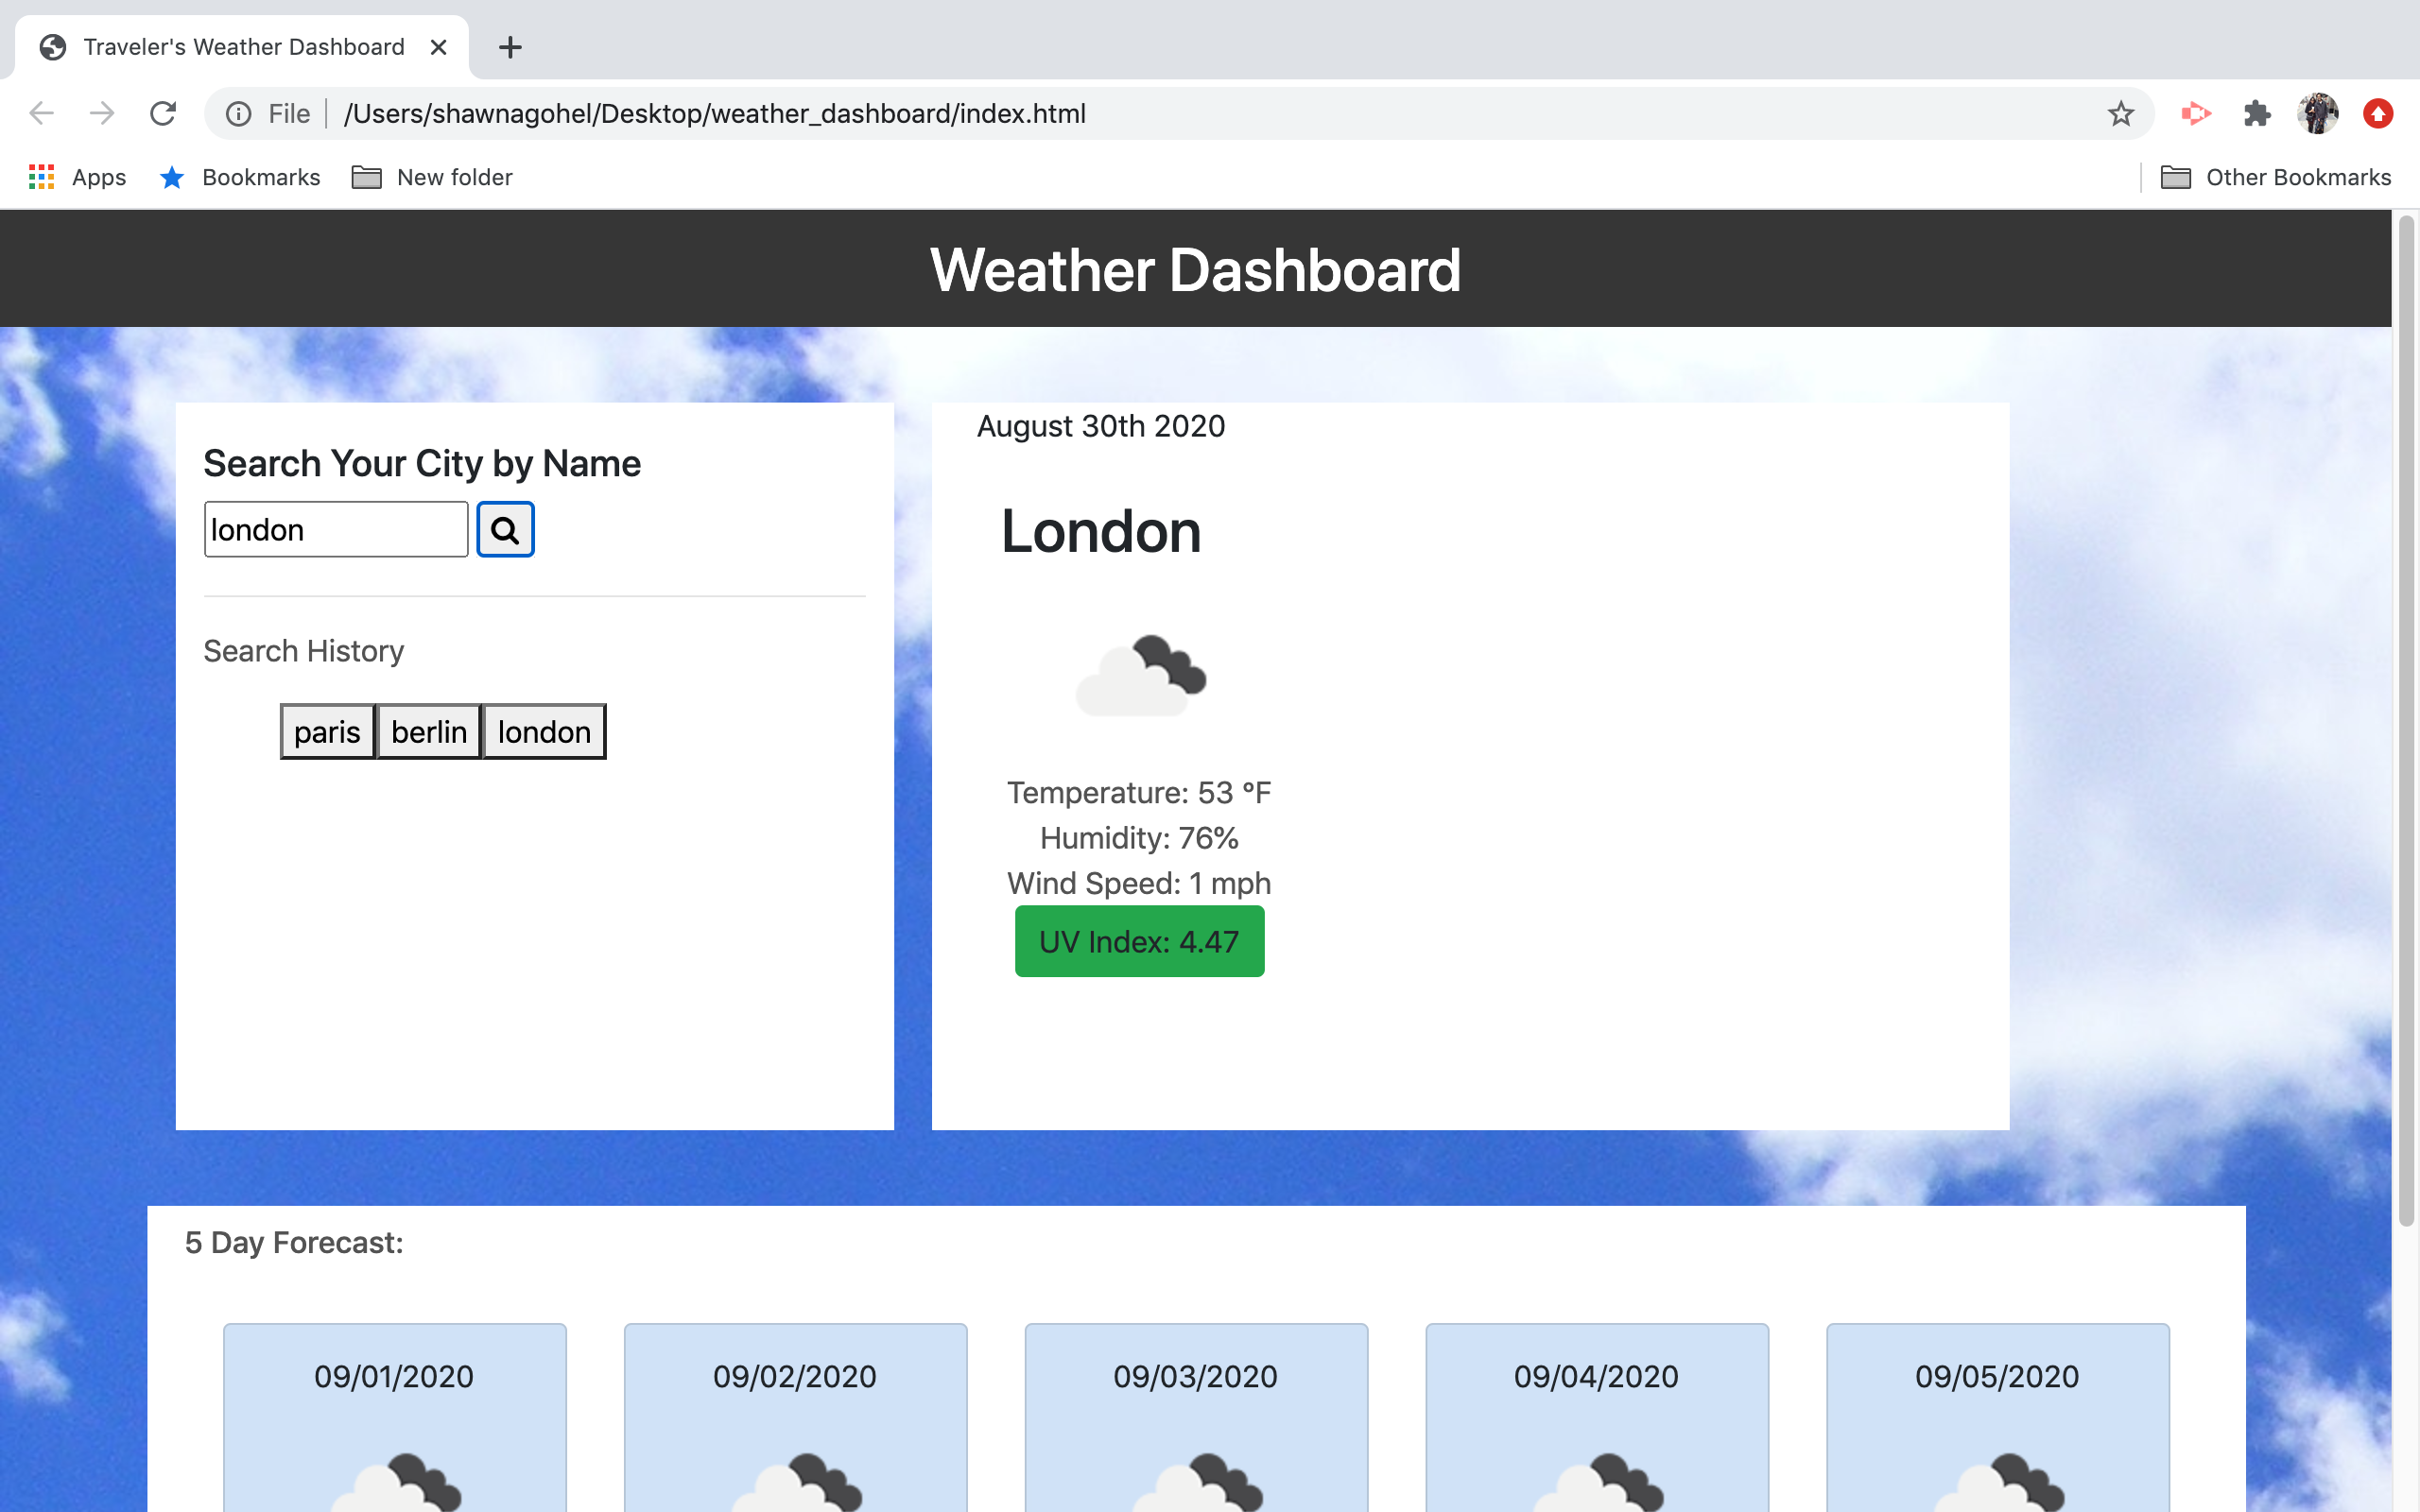 Traveler's Weather Dashboard
File /Users/shawnagohel/Desktop/weather_dashboard/index.html
Apps Bookmarks New folder Other Bookmarks
Weather Dashboard
Search Your City by Name
london
Search History
paris berlin london
August 30th 2020
London
Temperature: 53 °F
Humidity: 76%
Wind Speed: 1 mph
UV Index: 4.47
5 Day Forecast:
09/01/2020 09/02/2020 09/03/2020 09/04/2020 09/05/2020